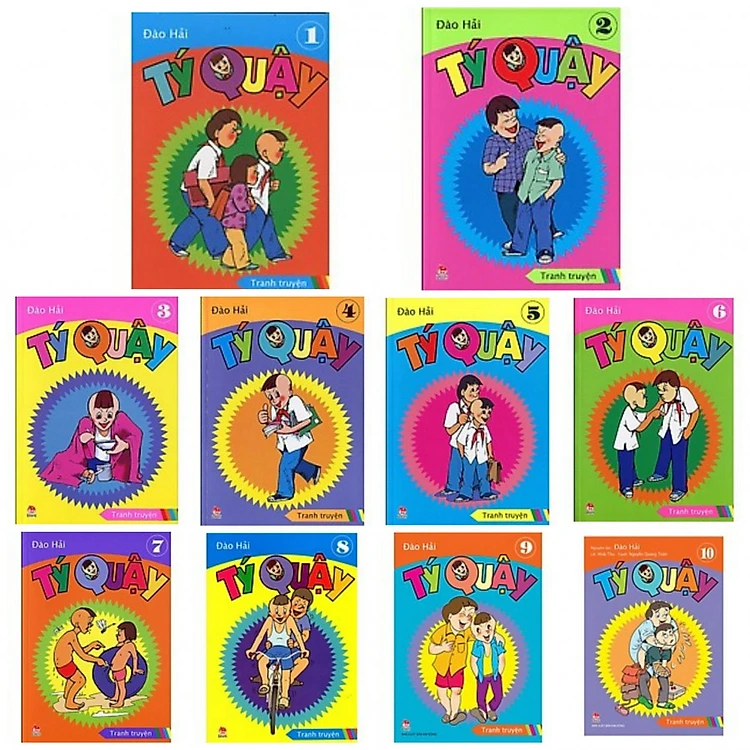 Đào Hải 1
TÝ QUẬY
Tranh truyện
Đào Hải 2
TÝ QUẬY
Tranh truyện
Đào Hải 3
TÝ QUẬY
Tranh truyện
Đào Hải 4
TÝ QUẬY
Tranh truyện
Đào Hải 5
TÝ QUẬY
Tranh truyện
Đào Hải 6
TÝ QUẬY
Tranh truyện
Đào Hải 7
TÝ QUẬY
Tranh truyện
Đào Hải 8
TÝ QUẬY
Tranh truyện
Đào Hải 9
TÝ QUẬY
Tranh truyện
Đào Hải 10
TÝ QUẬY